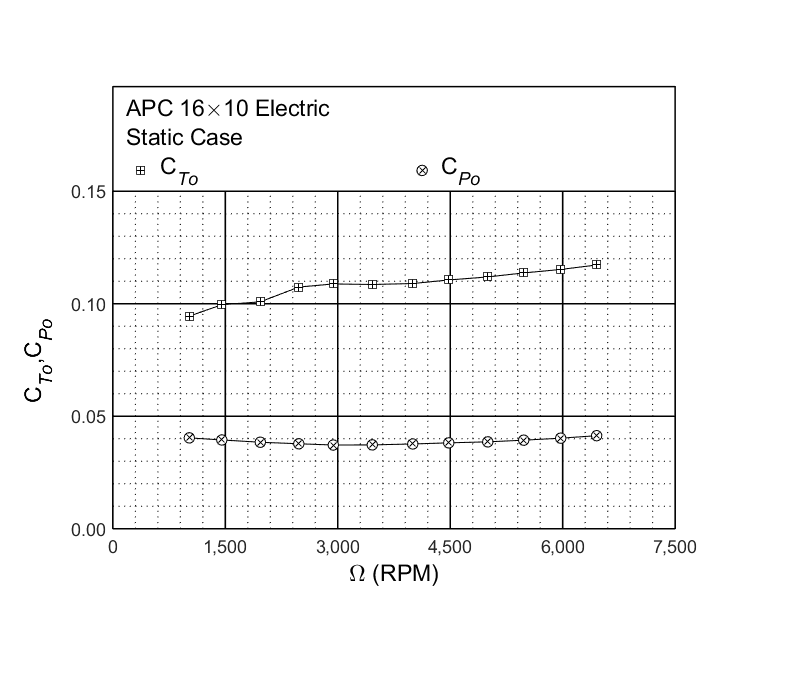 APC 16×10 Electric
Static Case
C_To C_Po
0.15
0.10
0.05
0.00
C_To,C_Po
0 1,500 3,000 4,500 6,000 7,500
Ω (RPM)